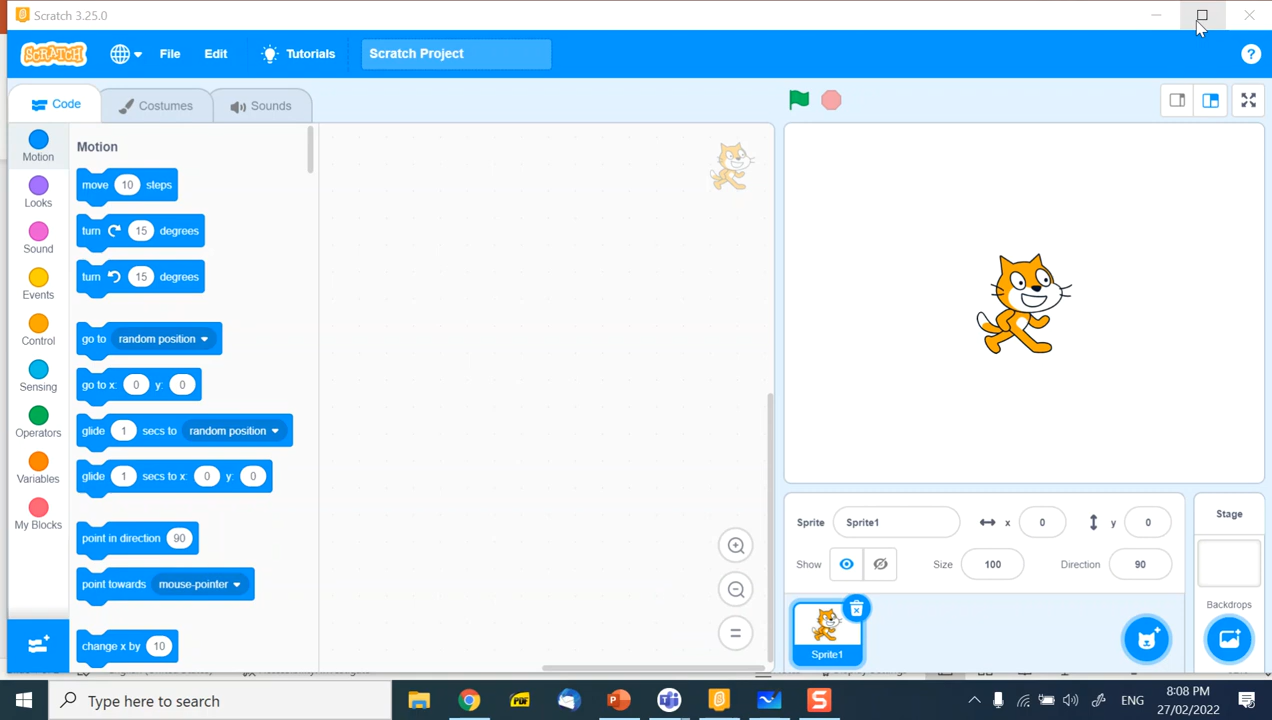 Scratch 3.25.0
SCRATCH File Edit Tutorials Scratch Project ?
Code Costumes Sounds
Motion
Looks
Sound
Events
Control
Sensing
Operators
Variables
My Blocks
Motion
move 10 steps
turn 15 degrees
turn 15 degrees
go to random position
go to x: 0 y: 0
glide 1 secs to random position
glide 1 secs to x: 0 y: 0
point in direction 90
point towards mouse-pointer
change x by 10
Sprite Sprite1 x 0 y 0
Show Size 100 Direction 90
Sprite1
Stage
Backdrops
Type here to search
PDF
S
ENG
8:08 PM
27/02/2022